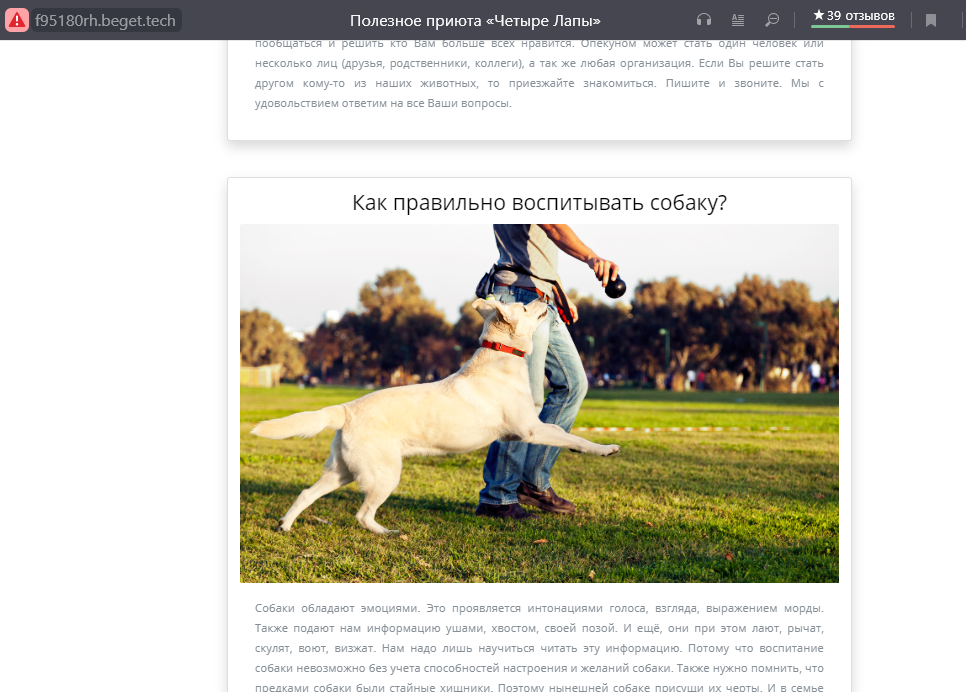 f95180rh.beget.tech
Полезное приюта «Четыре Лапы»
★ 39 отзывов
пообщаться и решить кто Вам больше всех нравится. Опекуном может стать один человек или
несколько лиц (друзья, родственники, коллеги), а так же любая организация. Если Вы решите стать
другом кому-то из наших животных, то приезжайте знакомиться. Пишите и звоните. Мы с
удовольствием ответим на все Ваши вопросы.
Как правильно воспитывать собаку?
Собаки обладают эмоциями. Это проявляется интонациями голоса, взгляда, выражением морды.
Также подают нам информацию ушами, хвостом, своей позой. И ещё, они при этом лают, рычат,
скулят, воют, визжат. Нам надо лишь научиться читать эту информацию. Потому что воспитание
собаки невозможно без учета способностей настроения и желаний собаки. Также нужно помнить, что
предками собаки были стайные хищники. Поэтому нынешней собаке присущи их черты. И в семье